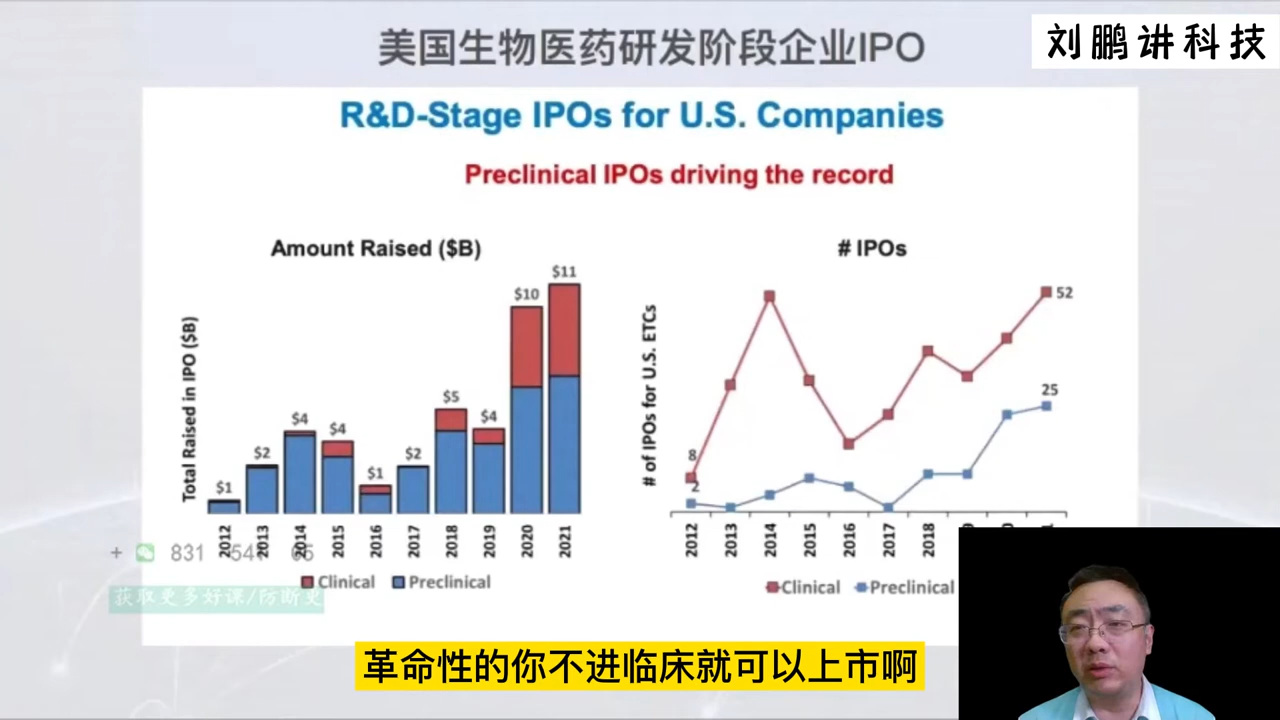 美国生物医药研发阶段企业IPO
刘鹏讲科技
R&D-Stage IPOs for U.S. Companies
Preclinical IPOs driving the record
Amount Raised ($B)
Total Raised in IPO ($B)
$1
$2
$4
$4
$1
$2
$5
$4
$10
$11
2012
2013
2014
2015
2016
2017
2018
2019
2020
2021
Clinical
Preclinical
# IPOs
# of IPOs for U.S. ETCs
8
2
52
25
2012
2013
2014
2015
2016
2017
2018
Clinical
Preclinical
+ 831
获取更多好课/防断更
革命性的你不进临床就可以上市啊